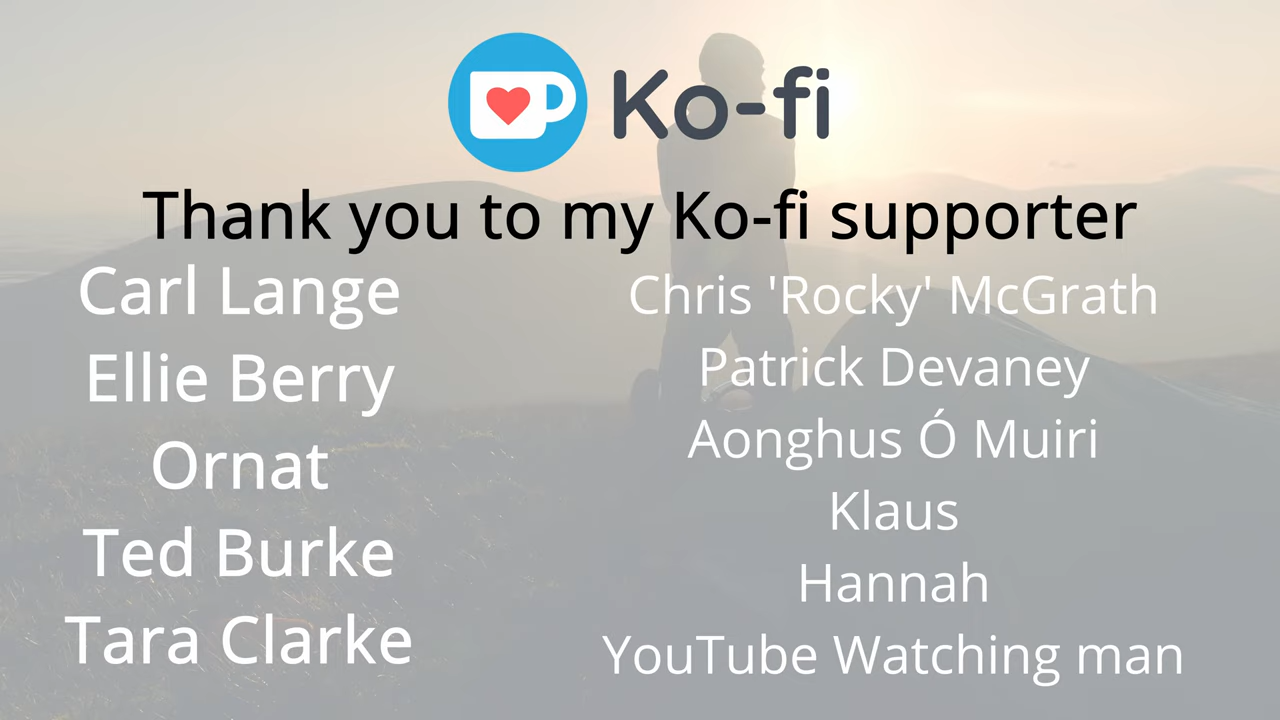 Ko-fi
Thank you to my Ko-fi supporter
Carl Lange
Ellie Berry
Ornat
Ted Burke
Tara Clarke
Chris 'Rocky' McGrath
Patrick Devaney
Aonghus Ó Muiri
Klaus
Hannah
YouTube Watching man